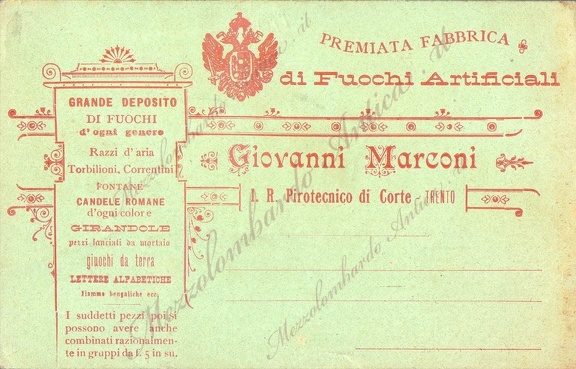 PREMIATA FABBRICA
di Fuochi Artificiali
Giovanni Marconi
I. R. Pirotecnico di Corte - TRENTO
GRANDE DEPOSITO
DI FUOCHI
d'ogni genere
Razzi d'aria
Torbilioni, Correntini
FONTANE
CANDELE ROMANE
d'ogni colore
GIRANDOLE
pezzi lanciati da mortaio
giuochi da terra
LETTERE ALFABETICHE
fiamme bengaliche ecc.
I suddetti pezzi poi si
possono avere anche
combinati razionalmen-
te in gruppi da f. 5 in su.
Mezzolombardo Antica
Mezzolombardo Antica